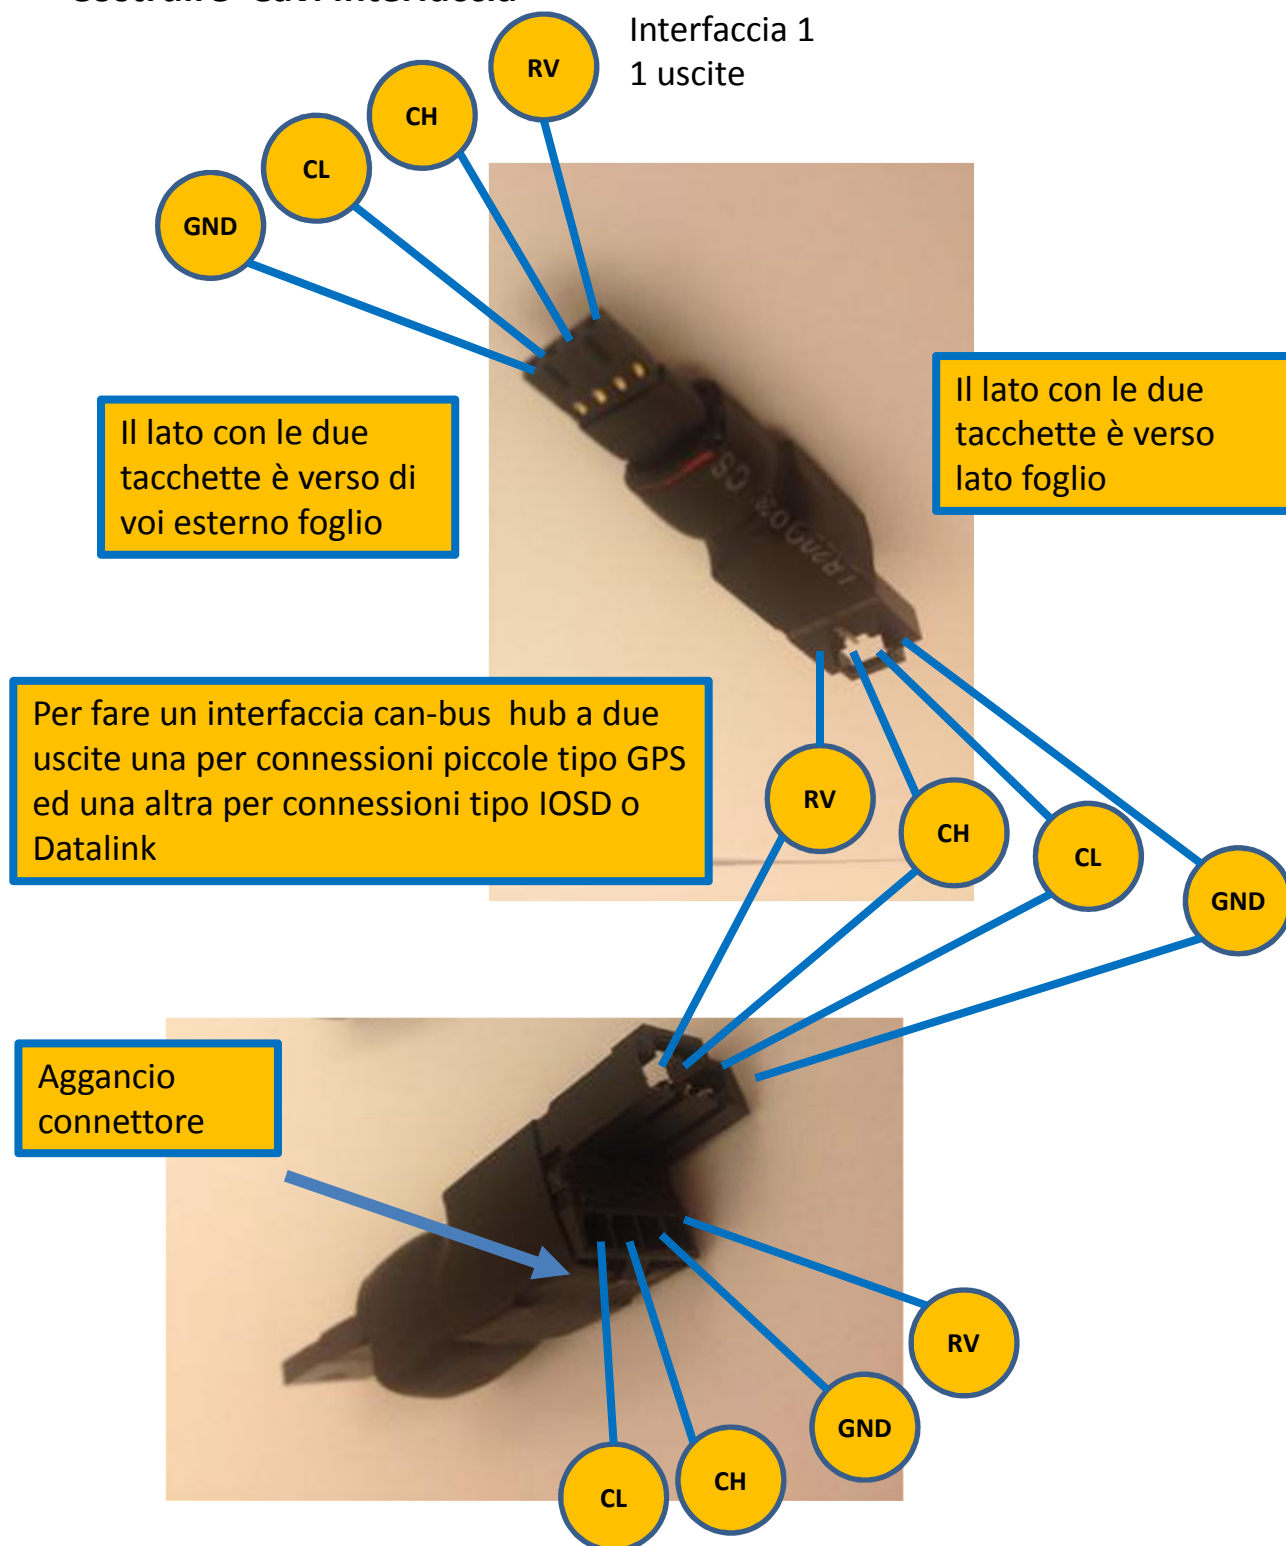 Interfaccia 1
1 uscite
RV
CH
CL
GND
Il lato con le due
tacchette è verso di
voi esterno foglio
Il lato con le due
tacchette è verso
lato foglio
Per fare un interfaccia can-bus hub a due
uscite una per connessioni piccole tipo GPS
ed una altra per connessioni tipo IOSD o
Datalink
RV
CH
CL
GND
Aggancio
connettore
RV
GND
CH
CL